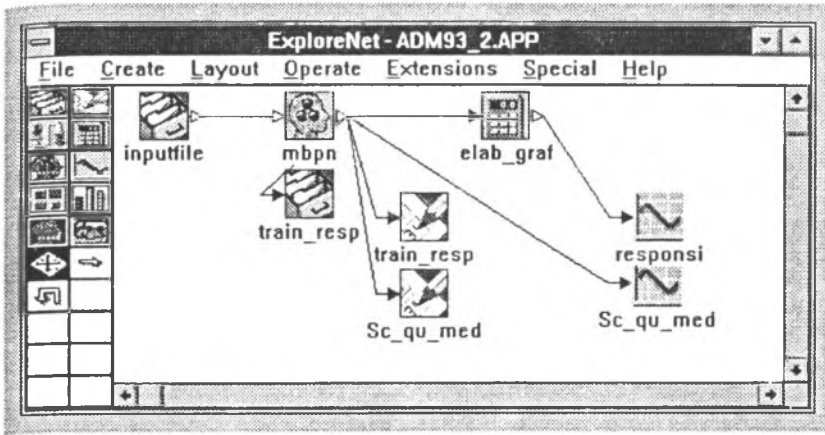 ExploreNet - ADM93_2.APP
File Create Layout Operate Extensions Special Help
inputfile mbpn elab_graf
train_resp train_resp responsi
Sc_qu_med Sc_qu_med